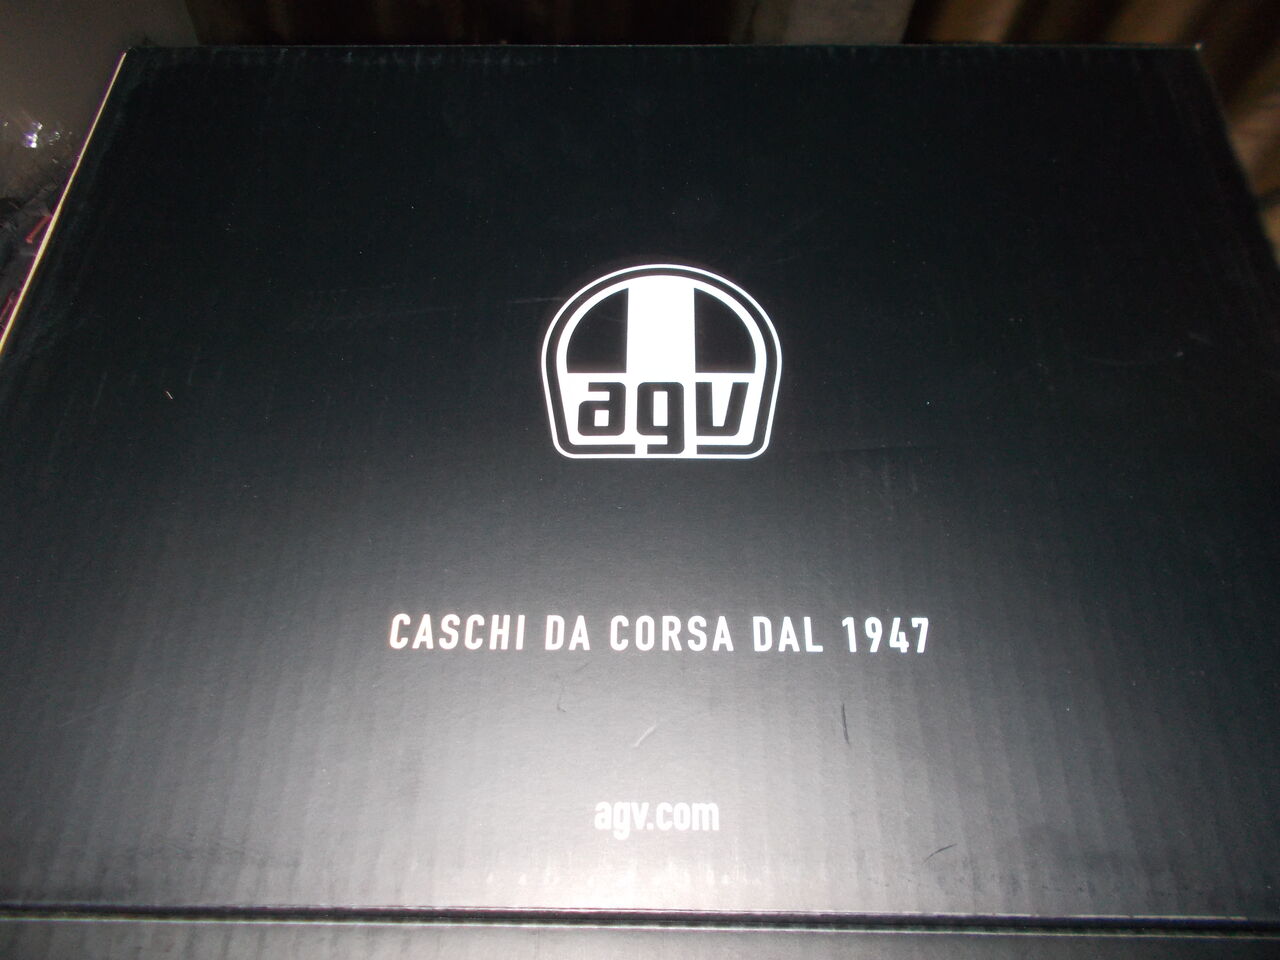 agv
CASCHI DA CORSA DAL 1947
agv.com